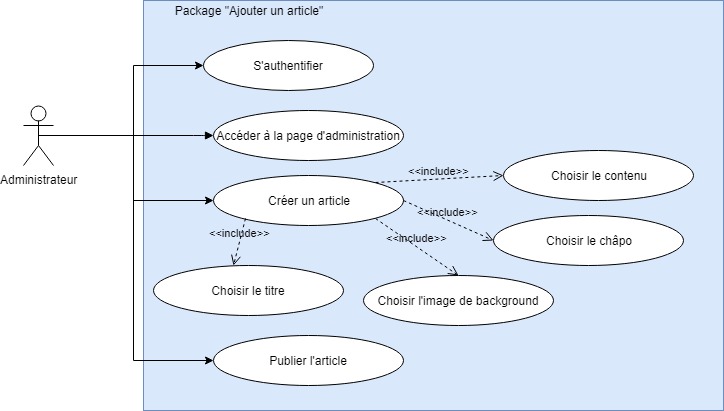 Package "Ajouter un article"
S'authentifier
Accéder à la page d'administration
Administrateur
<<include>>
Choisir le contenu
Créer un article
<<include>>
<<include>>
<<include>>
Choisir le châpo
Choisir le titre
Choisir l'image de background
Publier l'article